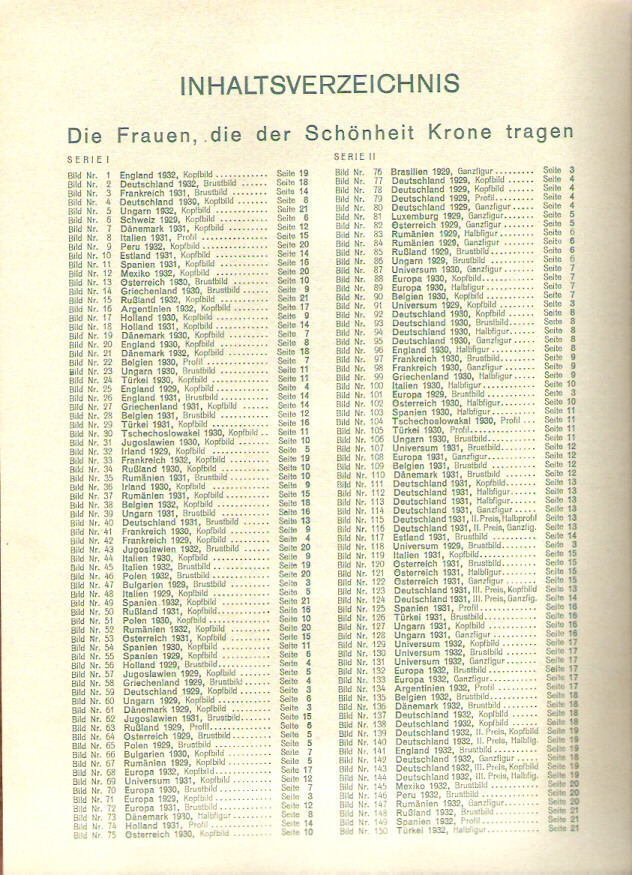 INHALTSVERZEICHNIS
Die Frauen, die der Schönheit Krone tragen
SERIE I
Bild Nr. 1 England 1932, Kopfbild ............ Seite 19
Bild Nr. 2 Deutschland 1932, Brustbild ...... Seite 18
Bild Nr. 3 Frankreich 1931, Brustbild ....... Seite 14
Bild Nr. 4 Deutschland 1930, Kopfbild ....... Seite 8
Bild Nr. 5 Ungarn 1932, Kopfbild ............ Seite 21
Bild Nr. 6 Schweiz 1929, Kopfbild ........... Seite 6
Bild Nr. 7 Dänemark 1931, Kopfbild .......... Seite 12
Bild Nr. 8 Italien 1931, Profil ............. Seite 15
Bild Nr. 9 Peru 1932, Kopfbild .............. Seite 20
Bild Nr. 10 Estland 1931, Kopfbild .......... Seite 14
Bild Nr. 11 Spanien 1931, Kopfbild .......... Seite 16
Bild Nr. 12 Mexiko 1932, Kopfbild ........... Seite 20
Bild Nr. 13 Österreich 1930, Brustbild ...... Seite 10
Bild Nr. 14 Griechenland 1930, Brustbild .... Seite 9
Bild Nr. 15 Rußland 1932, Kopfbild .......... Seite 21
Bild Nr. 16 Argentinien 1932, Kopfbild ...... Seite 17
Bild Nr. 17 Holland 1930, Kopfbild .......... Seite 9
Bild Nr. 18 Holland 1931, Kopfbild .......... Seite 14
Bild Nr. 19 Dänemark 1930, Kopfbild ......... Seite 7
Bild Nr. 20 England 1930, Kopfbild .......... Seite 8
Bild Nr. 21 Dänemark 1932, Kopfbild ......... Seite 18
Bild Nr. 22 Belgien 1930, Profil ............ Seite 7
Bild Nr. 23 Ungarn 1930, Brustbild .......... Seite 11
Bild Nr. 24 Türkei 1930, Kopfbild ........... Seite 11
Bild Nr. 25 England 1929, Kopfbild .......... Seite 4
Bild Nr. 26 England 1931, Brustbild ......... Seite 14
Bild Nr. 27 Griechenland 1931, Kopfbild ..... Seite 14
Bild Nr. 28 Belgien 1931, Brustbild ......... Seite 12
Bild Nr. 29 Türkei 1931, Kopfbild ........... Seite 16
Bild Nr. 30 Tschechoslowakei 1930, Kopfbild .. Seite 11
Bild Nr. 31 Jugoslawien 1930, Kopfbild ...... Seite 10
Bild Nr. 32 Irland 1929, Kopfbild ........... Seite 5
Bild Nr. 33 Frankreich 1932, Kopfbild ....... Seite 19
Bild Nr. 34 Rußland 1930, Kopfbild .......... Seite 10
Bild Nr. 35 Rumänien 1930, Brustbild ........ Seite 11
Bild Nr. 36 Irland 1930, Kopfbild ........... Seite 9
Bild Nr. 37 Rumänien 1931, Kopfbild ......... Seite 15
Bild Nr. 38 Belgien 1932, Kopfbild .......... Seite 18
Bild Nr. 39 Ungarn 1931, Brustbild .......... Seite 16
Bild Nr. 40 Deutschland 1931, Brustbild ..... Seite 13
Bild Nr. 41 Frankreich 1930, Kopfbild ....... Seite 9
Bild Nr. 42 Frankreich 1929, Kopfbild ....... Seite 4
Bild Nr. 43 Jugoslawien 1932, Brustbild ..... Seite 20
Bild Nr. 44 Italien 1930, Kopfbild .......... Seite 9
Bild Nr. 45 Italien 1932, Brustbild ......... Seite 19
Bild Nr. 46 Polen 1932, Brustbild ........... Seite 20
Bild Nr. 47 Bulgarien 1929, Brustbild ....... Seite 3
Bild Nr. 48 Italien 1929, Kopfbild .......... Seite 5
Bild Nr. 49 Spanien 1932, Kopfbild .......... Seite 21
Bild Nr. 50 Rußland 1931, Kopfbild .......... Seite 16
Bild Nr. 51 Polen 1930, Kopfbild ............ Seite 10
Bild Nr. 52 Rumänien 1932, Kopfbild ......... Seite 20
Bild Nr. 53 Österreich 1931, Kopfbild ....... Seite 15
Bild Nr. 54 Spanien 1930, Kopfbild .......... Seite 11
Bild Nr. 55 Spanien 1929, Kopfbild .......... Seite 6
Bild Nr. 56 Holland 1929, Brustbild ......... Seite 4
Bild Nr. 57 Jugoslawien 1929, Kopfbild ...... Seite 5
Bild Nr. 58 Griechenland 1929, Brustbild .... Seite 4
Bild Nr. 59 Deutschland 1929, Kopfbild ...... Seite 3
Bild Nr. 60 Ungarn 1929, Kopfbild ........... Seite 6
Bild Nr. 61 Dänemark 1929, Kopfbild ......... Seite 3
Bild Nr. 62 Jugoslawien 1931, Brustbild ..... Seite 15
Bild Nr. 63 Rußland 1929, Profil ............ Seite 6
Bild Nr. 64 Österreich 1929, Brustbild ...... Seite 5
Bild Nr. 65 Polen 1929, Brustbild ........... Seite 5
Bild Nr. 66 Bulgarien 1930, Kopfbild ........ Seite 7
Bild Nr. 67 Rumänien 1929, Kopfbild ......... Seite 5
Bild Nr. 68 Europa 1932, Kopfbild ........... Seite 17
Bild Nr. 69 Universum 1931, Kopfbild ........ Seite 12
Bild Nr. 70 Europa 1930, Brustbild .......... Seite 7
Bild Nr. 71 Europa 1929, Kopfbild ........... Seite 3
Bild Nr. 72 Europa 1931, Brustbild .......... Seite 12
Bild Nr. 73 Dänemark 1930, Halbfigur ........ Seite 8
Bild Nr. 74 Holland 1931, Profil ............ Seite 14
Bild Nr. 75 Österreich 1930, Kopfbild ....... Seite 10
SERIE II
Bild Nr. 76 Brasilien 1929, Ganzfigur ....... Seite 3
Bild Nr. 77 Deutschland 1929, Kopfbild ...... Seite 4
Bild Nr. 78 Deutschland 1929, Kopfbild ...... Seite 4
Bild Nr. 79 Deutschland 1929, Profil ........ Seite 4
Bild Nr. 80 Deutschland 1929, Ganzfigur ..... Seite 4
Bild Nr. 81 Luxemburg 1929, Ganzfigur ....... Seite 5
Bild Nr. 82 Österreich 1929, Ganzfigur ...... Seite 5
Bild Nr. 83 Rumänien 1929, Halbfigur ........ Seite 6
Bild Nr. 84 Rumänien 1929, Ganzfigur ........ Seite 6
Bild Nr. 85 Rußland 1929, Brustbild ......... Seite 6
Bild Nr. 86 Ungarn 1929, Brustbild .......... Seite 6
Bild Nr. 87 Universum 1930, Ganzfigur ....... Seite 7
Bild Nr. 88 Europa 1930, Kopfbild ........... Seite 7
Bild Nr. 89 Europa 1930, Halbfigur .......... Seite 7
Bild Nr. 90 Belgien 1930, Kopfbild .......... Seite 7
Bild Nr. 91 Universum 1929, Kopfbild ........ Seite 3
Bild Nr. 92 Deutschland 1930, Kopfbild ...... Seite 8
Bild Nr. 93 Deutschland 1930, Brustbild ..... Seite 8
Bild Nr. 94 Deutschland 1930, Halbfigur ..... Seite 8
Bild Nr. 95 Deutschland 1930, Ganzfigur ..... Seite 8
Bild Nr. 96 England 1930, Halbfigur ......... Seite 8
Bild Nr. 97 Frankreich 1930, Brustbild ...... Seite 9
Bild Nr. 98 Frankreich 1930, Ganzfigur ...... Seite 9
Bild Nr. 99 Griechenland 1930, Halbfigur .... Seite 9
Bild Nr. 100 Italien 1930, Halbfigur ........ Seite 10
Bild Nr. 101 Europa 1929, Brustbild ......... Seite 3
Bild Nr. 102 Österreich 1930, Halbfigur ..... Seite 10
Bild Nr. 103 Spanien 1930, Halbfigur ........ Seite 11
Bild Nr. 104 Tschechoslowakai 1930, Profil ... Seite 11
Bild Nr. 105 Türkei 1930, Profil ............ Seite 11
Bild Nr. 106 Ungarn 1930, Brustbild ......... Seite 11
Bild Nr. 107 Universum 1931, Brustbild ...... Seite 12
Bild Nr. 108 Europa 1931, Ganzfigur ......... Seite 12
Bild Nr. 109 Belgien 1931, Brustbild ........ Seite 12
Bild Nr. 110 Dänemark 1931, Brustbild ....... Seite 12
Bild Nr. 111 Deutschland 1931, Kopfbild ..... Seite 13
Bild Nr. 112 Deutschland 1931, Halbfigur .... Seite 13
Bild Nr. 113 Deutschland 1931, Halbfigur .... Seite 13
Bild Nr. 114 Deutschland 1931, Ganzfigur .... Seite 13
Bild Nr. 115 Deutschland 1931, II. Preis, Halbprofil Seite 13
Bild Nr. 116 Deutschland 1931, II. Preis, Ganzfig. Seite 13
Bild Nr. 117 Estland 1931, Brustbild ........ Seite 14
Bild Nr. 118 Universum 1929, Brustbild ...... Seite 3
Bild Nr. 119 Italien 1931, Kopfbild ......... Seite 15
Bild Nr. 120 Österreich 1931, Brustbild ..... Seite 15
Bild Nr. 121 Österreich 1931, Halbfigur ..... Seite 15
Bild Nr. 122 Österreich 1931, Ganzfigur ..... Seite 15
Bild Nr. 123 Deutschland 1931, III. Preis, Kopfbild Seite 13
Bild Nr. 124 Deutschland 1931, III. Preis, Ganzfig. Seite 14
Bild Nr. 125 Spanien 1931, Profil ........... Seite 16
Bild Nr. 126 Türkei 1931, Brustbild ......... Seite 16
Bild Nr. 127 Ungarn 1931, Kopfbild .......... Seite 16
Bild Nr. 128 Ungarn 1931, Ganzfigur ......... Seite 16
Bild Nr. 129 Universum 1932, Kopfbild ....... Seite 17
Bild Nr. 130 Universum 1932, Brustbild ...... Seite 17
Bild Nr. 131 Universum 1932, Ganzfigur ...... Seite 17
Bild Nr. 132 Europa 1932, Brustbild ......... Seite 17
Bild Nr. 133 Europa 1932, Ganzfigur ......... Seite 17
Bild Nr. 134 Argentinien 1932, Profil ....... Seite 17
Bild Nr. 135 Belgien 1932, Brustbild ........ Seite 18
Bild Nr. 136 Dänemark 1932, Brustbild ....... Seite 18
Bild Nr. 137 Deutschland 1932, Kopfbild ..... Seite 18
Bild Nr. 138 Deutschland 1932, Kopfbild ..... Seite 18
Bild Nr. 139 Deutschland 1932, II. Preis, Kopfbild Seite 19
Bild Nr. 140 Deutschland 1932, II. Preis, Halbfig. Seite 19
Bild Nr. 141 England 1932, Brustbild ........ Seite 19
Bild Nr. 142 Deutschland 1932, Ganzfigur .... Seite 18
Bild Nr. 143 Deutschland 1932, III. Preis, Kopfbild Seite 19
Bild Nr. 144 Deutschland 1932, III. Preis, Halbfig. Seite 19
Bild Nr. 145 Mexiko 1932, Brustbild ......... Seite 20
Bild Nr. 146 Peru 1932, Kopfbild ............ Seite 20
Bild Nr. 147 Rumänien 1932, Ganzfigur ....... Seite 20
Bild Nr. 148 Rußland 1932, Brustbild ........ Seite 20
Bild Nr. 149 Spanien 1932, Profil ........... Seite 21
Bild Nr. 150 Türkei 1932, Halbfigur ......... Seite 21